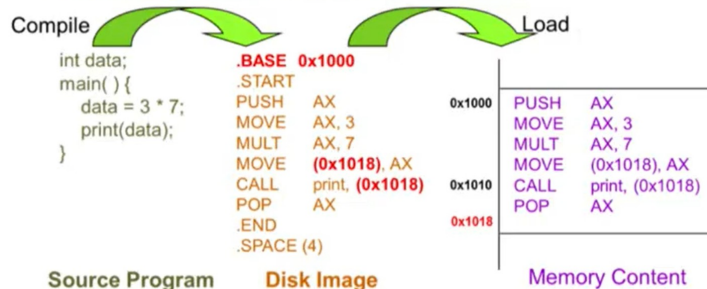 Compile
Load
int data;
main( ) {
data = 3 * 7;
print(data);
}
.BASE 0x1000
.START
PUSH AX
MOVE AX, 3
MULT AX, 7
MOVE (0x1018), AX
CALL print, (0x1018)
POP AX
.END
.SPACE (4)
0x1000 PUSH AX
MOVE AX, 3
MULT AX, 7
MOVE (0x1018), AX
0x1010 CALL print, (0x1018)
POP AX
0x1018
Source Program
Disk Image
Memory Content